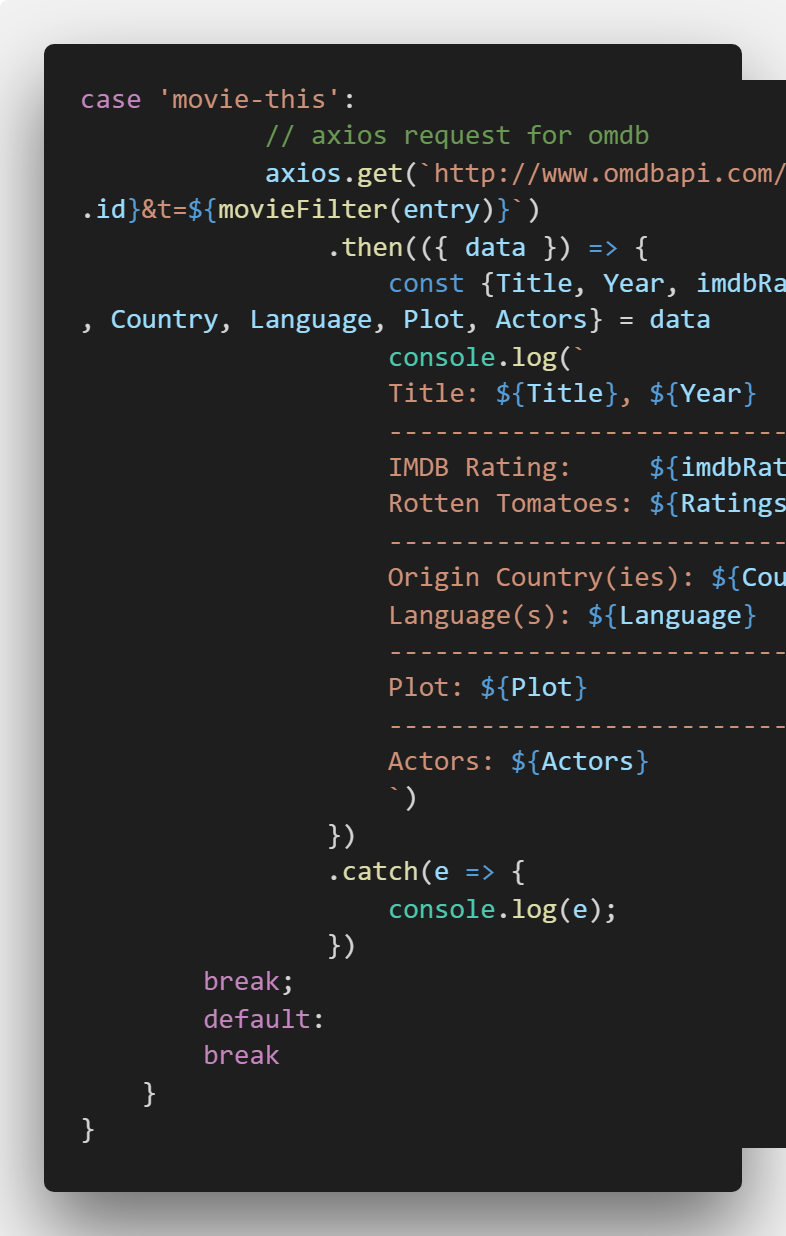 case 'movie-this':
// axios request for omdb
axios.get(`http://www.omdbapi.com/
.id}&t=${movieFilter(entry)}`)
.then(({ data }) => {
const {Title, Year, imdbRa
, Country, Language, Plot, Actors} = data
console.log(`
Title: ${Title}, ${Year}
--------------------------
IMDB Rating:     ${imdbRat
Rotten Tomatoes: ${Ratings
--------------------------
Origin Country(ies): ${Cou
Language(s): ${Language}
--------------------------
Plot: ${Plot}
--------------------------
Actors: ${Actors}
`)
})
.catch(e => {
console.log(e);
})
break;
default:
break
}
}